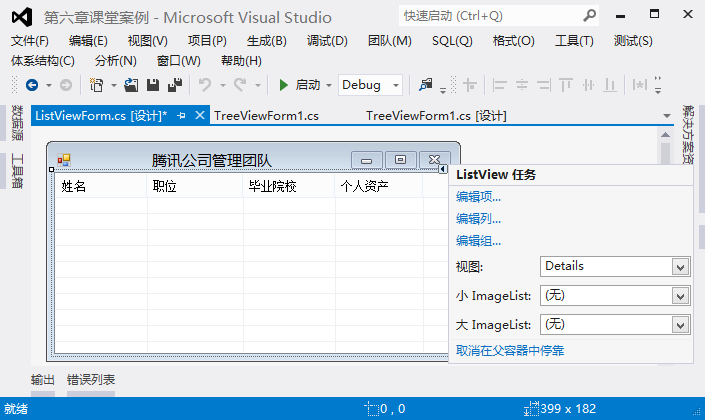 第六章课堂案例 - Microsoft Visual Studio
快速启动 (Ctrl+Q)
文件(F) 编辑(E) 视图(V) 项目(P) 生成(B) 调试(D) 团队(M) SQL(Q) 格式(O) 工具(T) 测试(S)
体系结构(C) 分析(N) 窗口(W) 帮助(H)
启动 Debug
ListViewForm.cs [设计]* TreeViewForm1.cs TreeViewForm1.cs [设计]
数据源
工具箱
解决方案资
腾讯公司管理团队
姓名 职位 毕业院校 个人资产
ListView 任务
编辑项...
编辑列...
编辑组...
视图: Details
小 ImageList: (无)
大 ImageList: (无)
取消在父容器中停靠
输出 错误列表
就绪 0 , 0 399 x 182